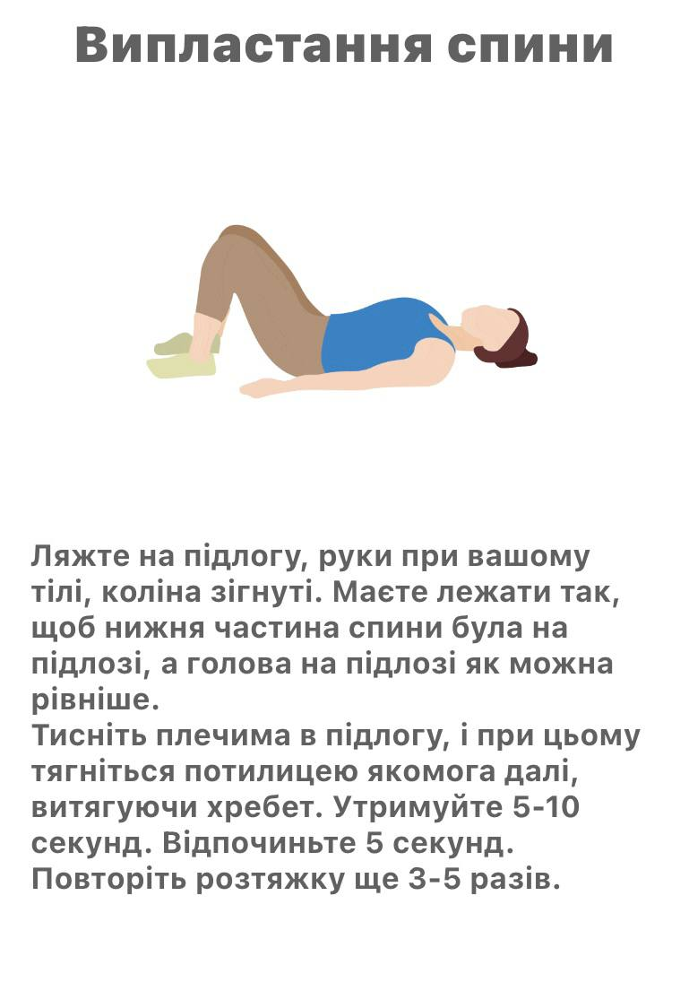 Випластання спини
Ляжте на підлогу, руки при вашому
тілі, коліна зігнуті. Маєте лежати так,
щоб нижня частина спини була на
підлозі, а голова на підлозі як можна
рівніше.
Тисніть плечима в підлогу, і при цьому
тягніться потилицею якомога далі,
витягуючи хребет. Утримуйте 5-10
секунд. Відпочиньте 5 секунд.
Повторіть розтяжку ще 3-5 разів.